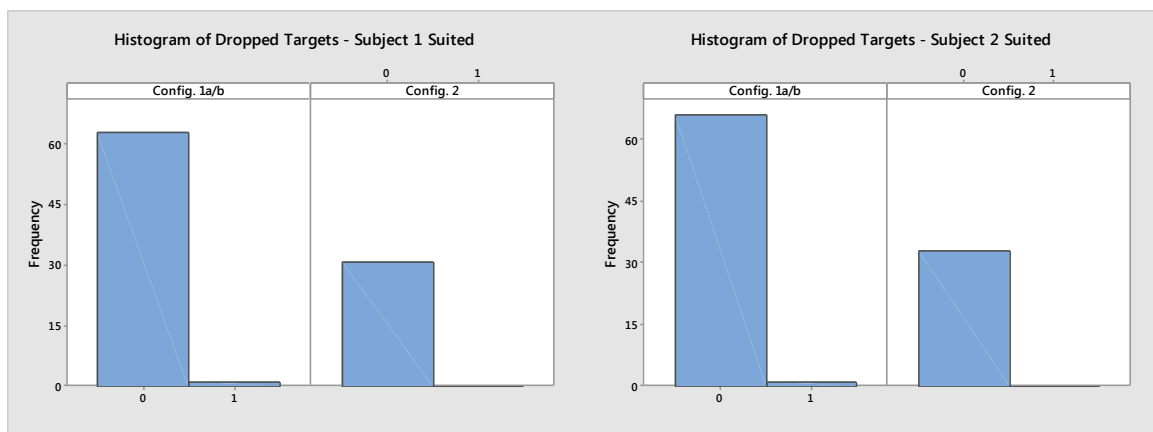 Histogram of Dropped Targets - Subject 1 Suited
0 1
Config. 1a/b Config. 2
60
45
30
15
0
Frequency
0 1
Histogram of Dropped Targets - Subject 2 Suited
0 1
Config. 1a/b Config. 2
60
45
30
15
0
Frequency
0 1